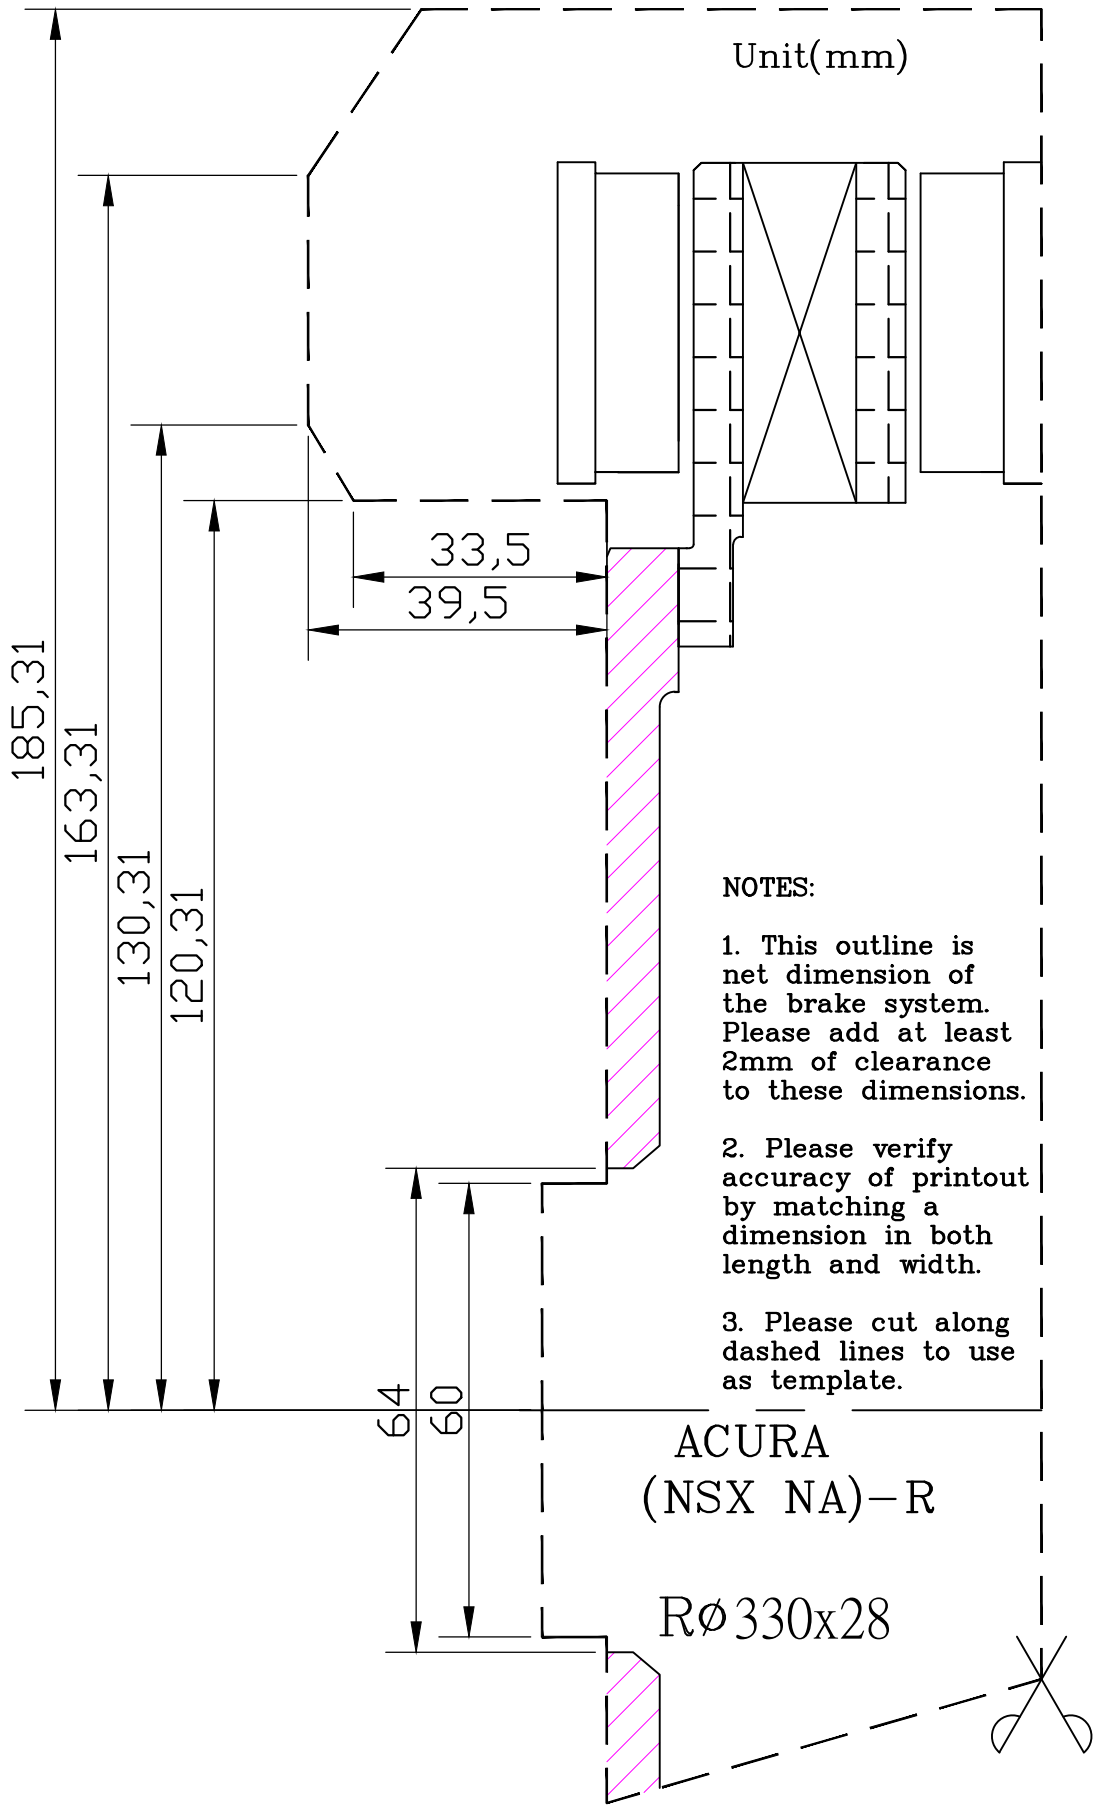 Unit(mm)
33,5
39,5
185,31
163,31
130,31
120,31
NOTES:
1. This outline is
net dimension of
the brake system.
Please add at least
2mm of clearance
to these dimensions.
2. Please verify
accuracy of printout
by matching a
dimension in both
length and width.
3. Please cut along
dashed lines to use
as template.
64
60
ACURA
(NSX NA)-R
RØ330x28